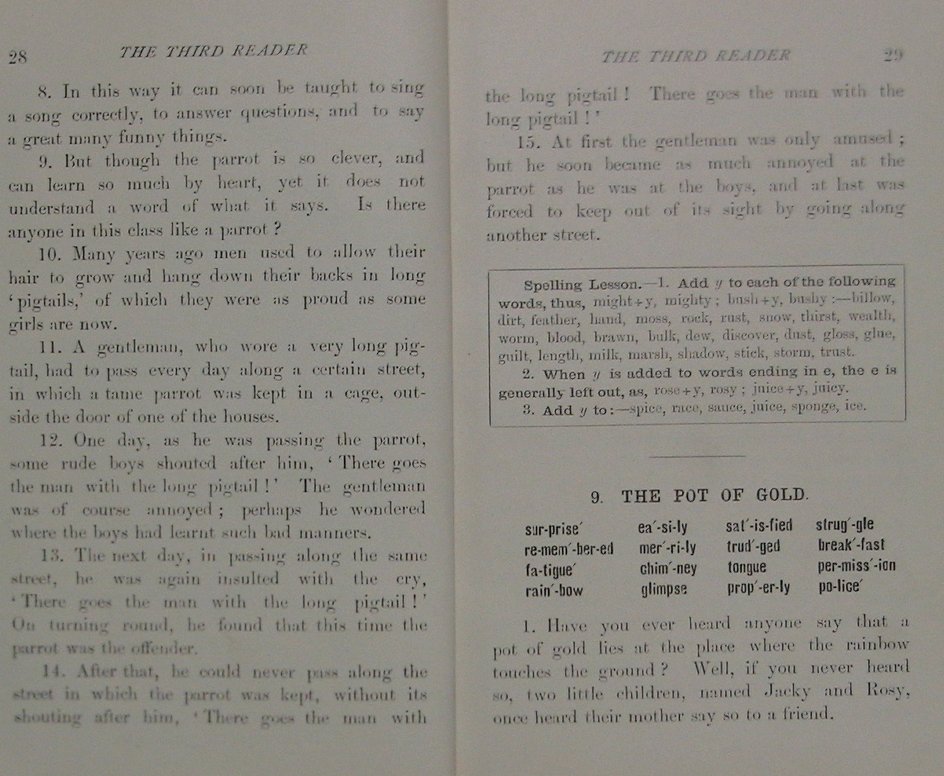 28 THE THIRD READER
8. In this way it can soon be taught to sing
a song correctly, to answer questions, and to say
a great many funny things.
9. But though the parrot is so clever, and
can learn so much by heart, yet it does not
understand a word of what it says. Is there
anyone in this class like a parrot ?
10. Many years ago men used to allow their
hair to grow and hang down their backs in long
‘pigtails,’ of which they were as proud as some
girls are now.
11. A gentleman, who wore a very long pig-
tail, had to pass every day along a certain street,
in which a tame parrot was kept in a cage, out-
side the door of one of the houses.
12. One day, as he was passing the parrot,
some rude boys shouted after him, ‘There goes
the man with the long pigtail !’ The gentleman
was of course annoyed ; perhaps he wondered
where the boys had learnt such bad manners.
13. The next day, in passing along the same
street, he was again insulted with the cry,
‘There goes the man with the long pigtail !’
On turning round, he found that this time the
parrot was the offender.
14. After that, he could never pass along the
street in which the parrot was kept, without its
shouting after him, ‘There goes the man with
THE THIRD READER 29
the long pigtail ! There goes the man with the
long pigtail !’
15. At first the gentleman was only amused ;
but he soon became as much annoyed at the
parrot as he was at the boys, and at last was
forced to keep out of its sight by going along
another street.
Spelling Lesson.—1. Add y to each of the following
words, thus, might+y, mighty ; bush+y, bushy :—billow,
dirt, feather, hand, moss, rock, rust, snow, thirst, wealth,
worm, blood, brawn, bulk, dew, discover, dust, gloss, glue,
guilt, length, milk, marsh, shadow, stick, storm, trust.
2. When y is added to words ending in e, the e is
generally left out, as, rose+y, rosy ; juice+y, juicy.
3. Add y to:—spice, race, sauce, juice, sponge, ice.
9. THE POT OF GOLD.
sur-prise′ ea′-si-ly sat′-is-fied strug′-gle
re-mem′-ber-ed mer′-ri-ly trud′-ged break′-fast
fa-tigue′ chim′-ney tongue per-miss′-ion
rain′-bow glimpse prop′-er-ly po-lice′
1. Have you ever heard anyone say that a
pot of gold lies at the place where the rainbow
touches the ground ? Well, if you never heard
so, two little children, named Jacky and Rosy,
once heard their mother say so to a friend.